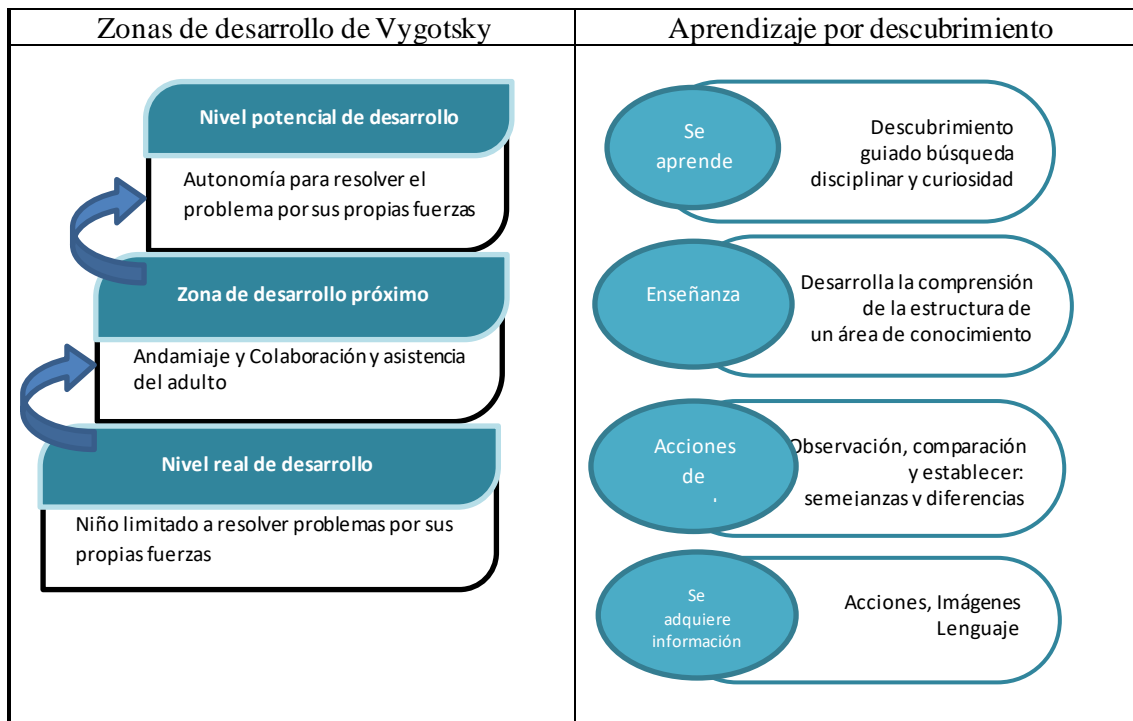 Zonas de desarrollo de Vygotsky
Nivel potencial de desarrollo
Autonomía para resolver el
problema por sus propias fuerzas
Zona de desarrollo próximo
Andamiaje y Colaboración y asistencia
del adulto
Nivel real de desarrollo
Niño limitado a resolver problemas por sus
propias fuerzas
Aprendizaje por descubrimiento
Se
aprende
Descubrimiento
guiado búsqueda
disciplinar y curiosidad
Enseñanza
Desarrolla la comprensión
de la estructura de
un área de conocimiento
Acciones
de
Observación, comparación
y establecer:
semejanzas y diferencias
Se
adquiere
información
Acciones, Imágenes
Lenguaje